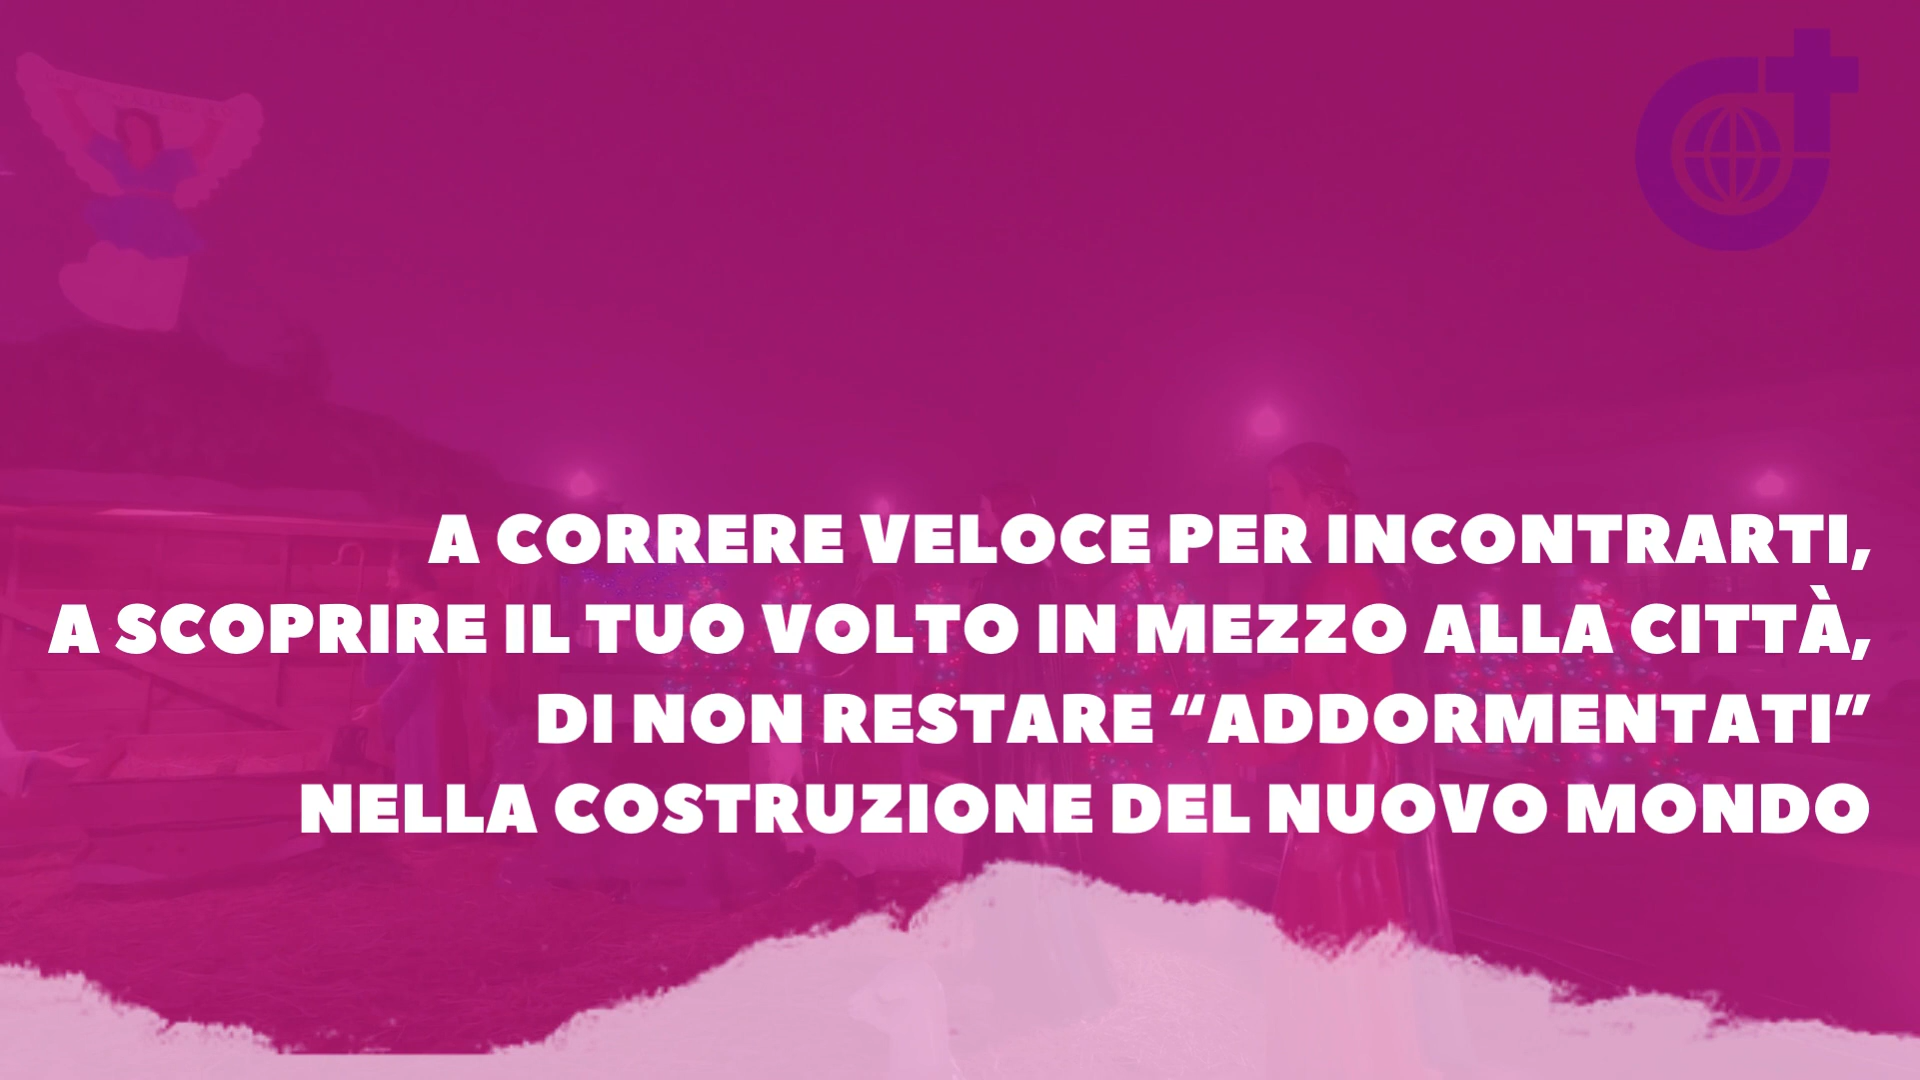 A CORRERE VELOCE PER INCONTRARTI,
A SCOPRIRE IL TUO VOLTO IN MEZZO ALLA CITTÀ,
DI NON RESTARE “ADDORMENTATI”
NELLA COSTRUZIONE DEL NUOVO MONDO